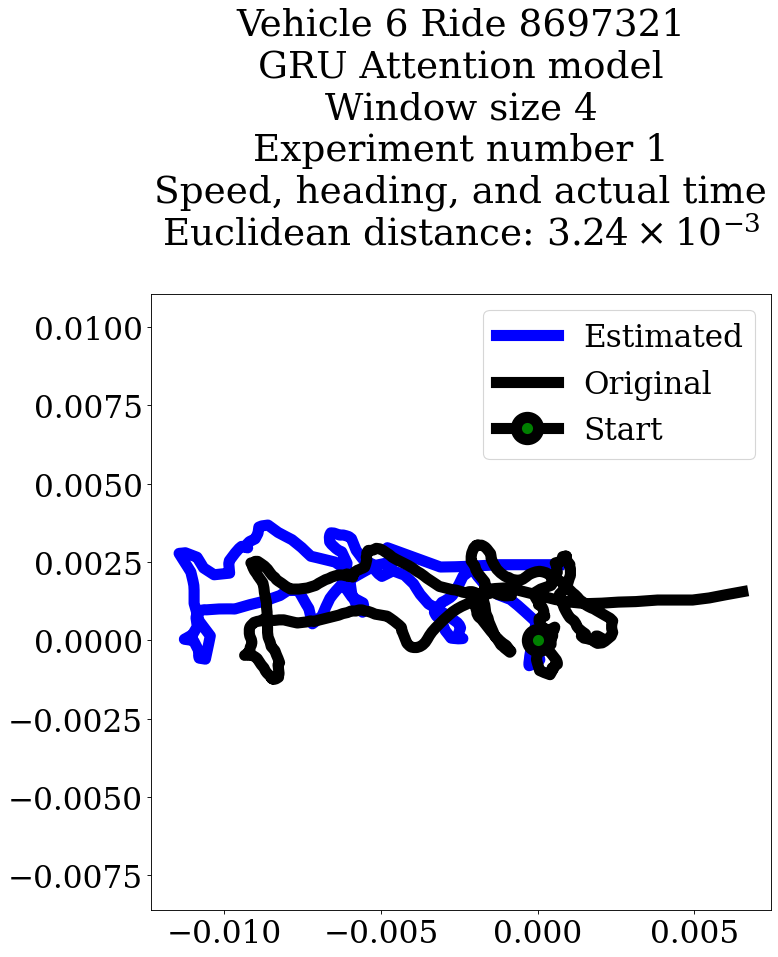 Vehicle 6 Ride 8697321
GRU Attention model
Window size 4
Experiment number 1
Speed, heading, and actual time
Euclidean distance: 3.24 × 10⁻³
Estimated
Original
Start
0.0100
0.0075
0.0050
0.0025
0.0000
−0.0025
−0.0050
−0.0075
−0.010
−0.005
0.000
0.005